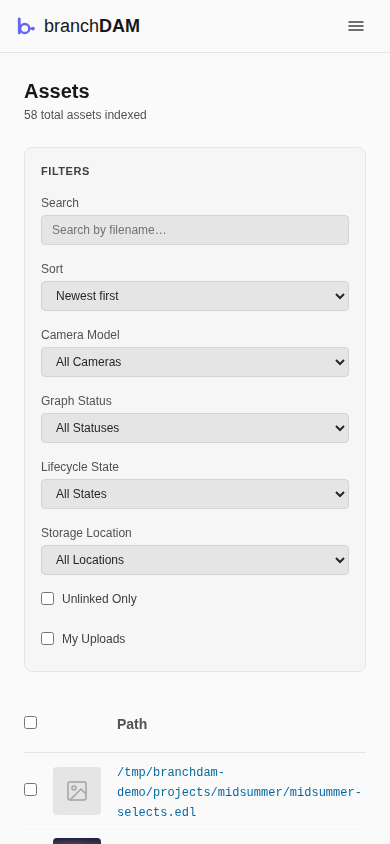 branchDAM
Assets
58 total assets indexed
FILTERS
Search
Search by filename…
Sort
Newest first
Camera Model
All Cameras
Graph Status
All Statuses
Lifecycle State
All States
Storage Location
All Locations
Unlinked Only
My Uploads
Path
/tmp/branchdam-
demo/projects/midsummer/midsummer-
selects.edl